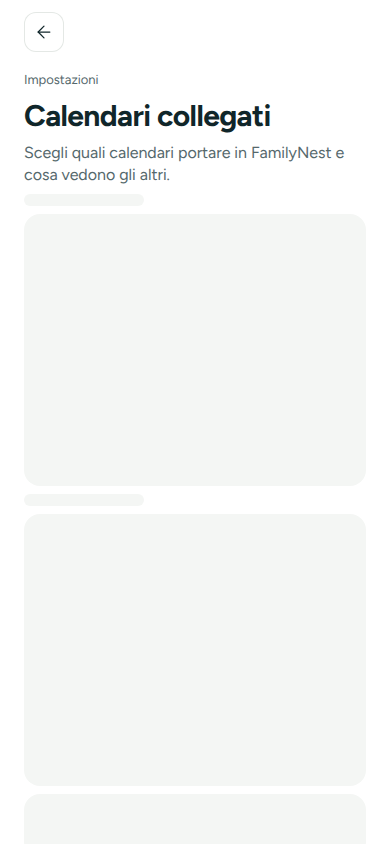 Impostazioni
Calendari collegati
Scegli quali calendari portare in FamilyNest e
cosa vedono gli altri.